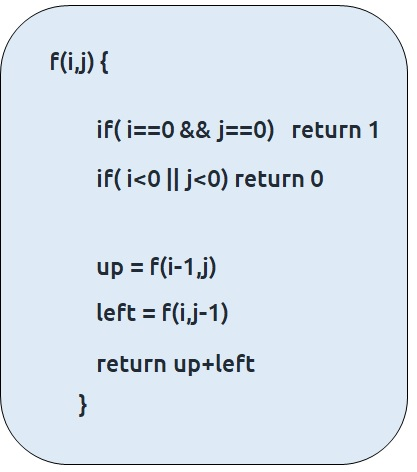 f(i,j) {
if( i==0 && j==0) return 1
if( i<0 || j<0) return 0
up = f(i-1,j)
left = f(i,j-1)
return up+left
}